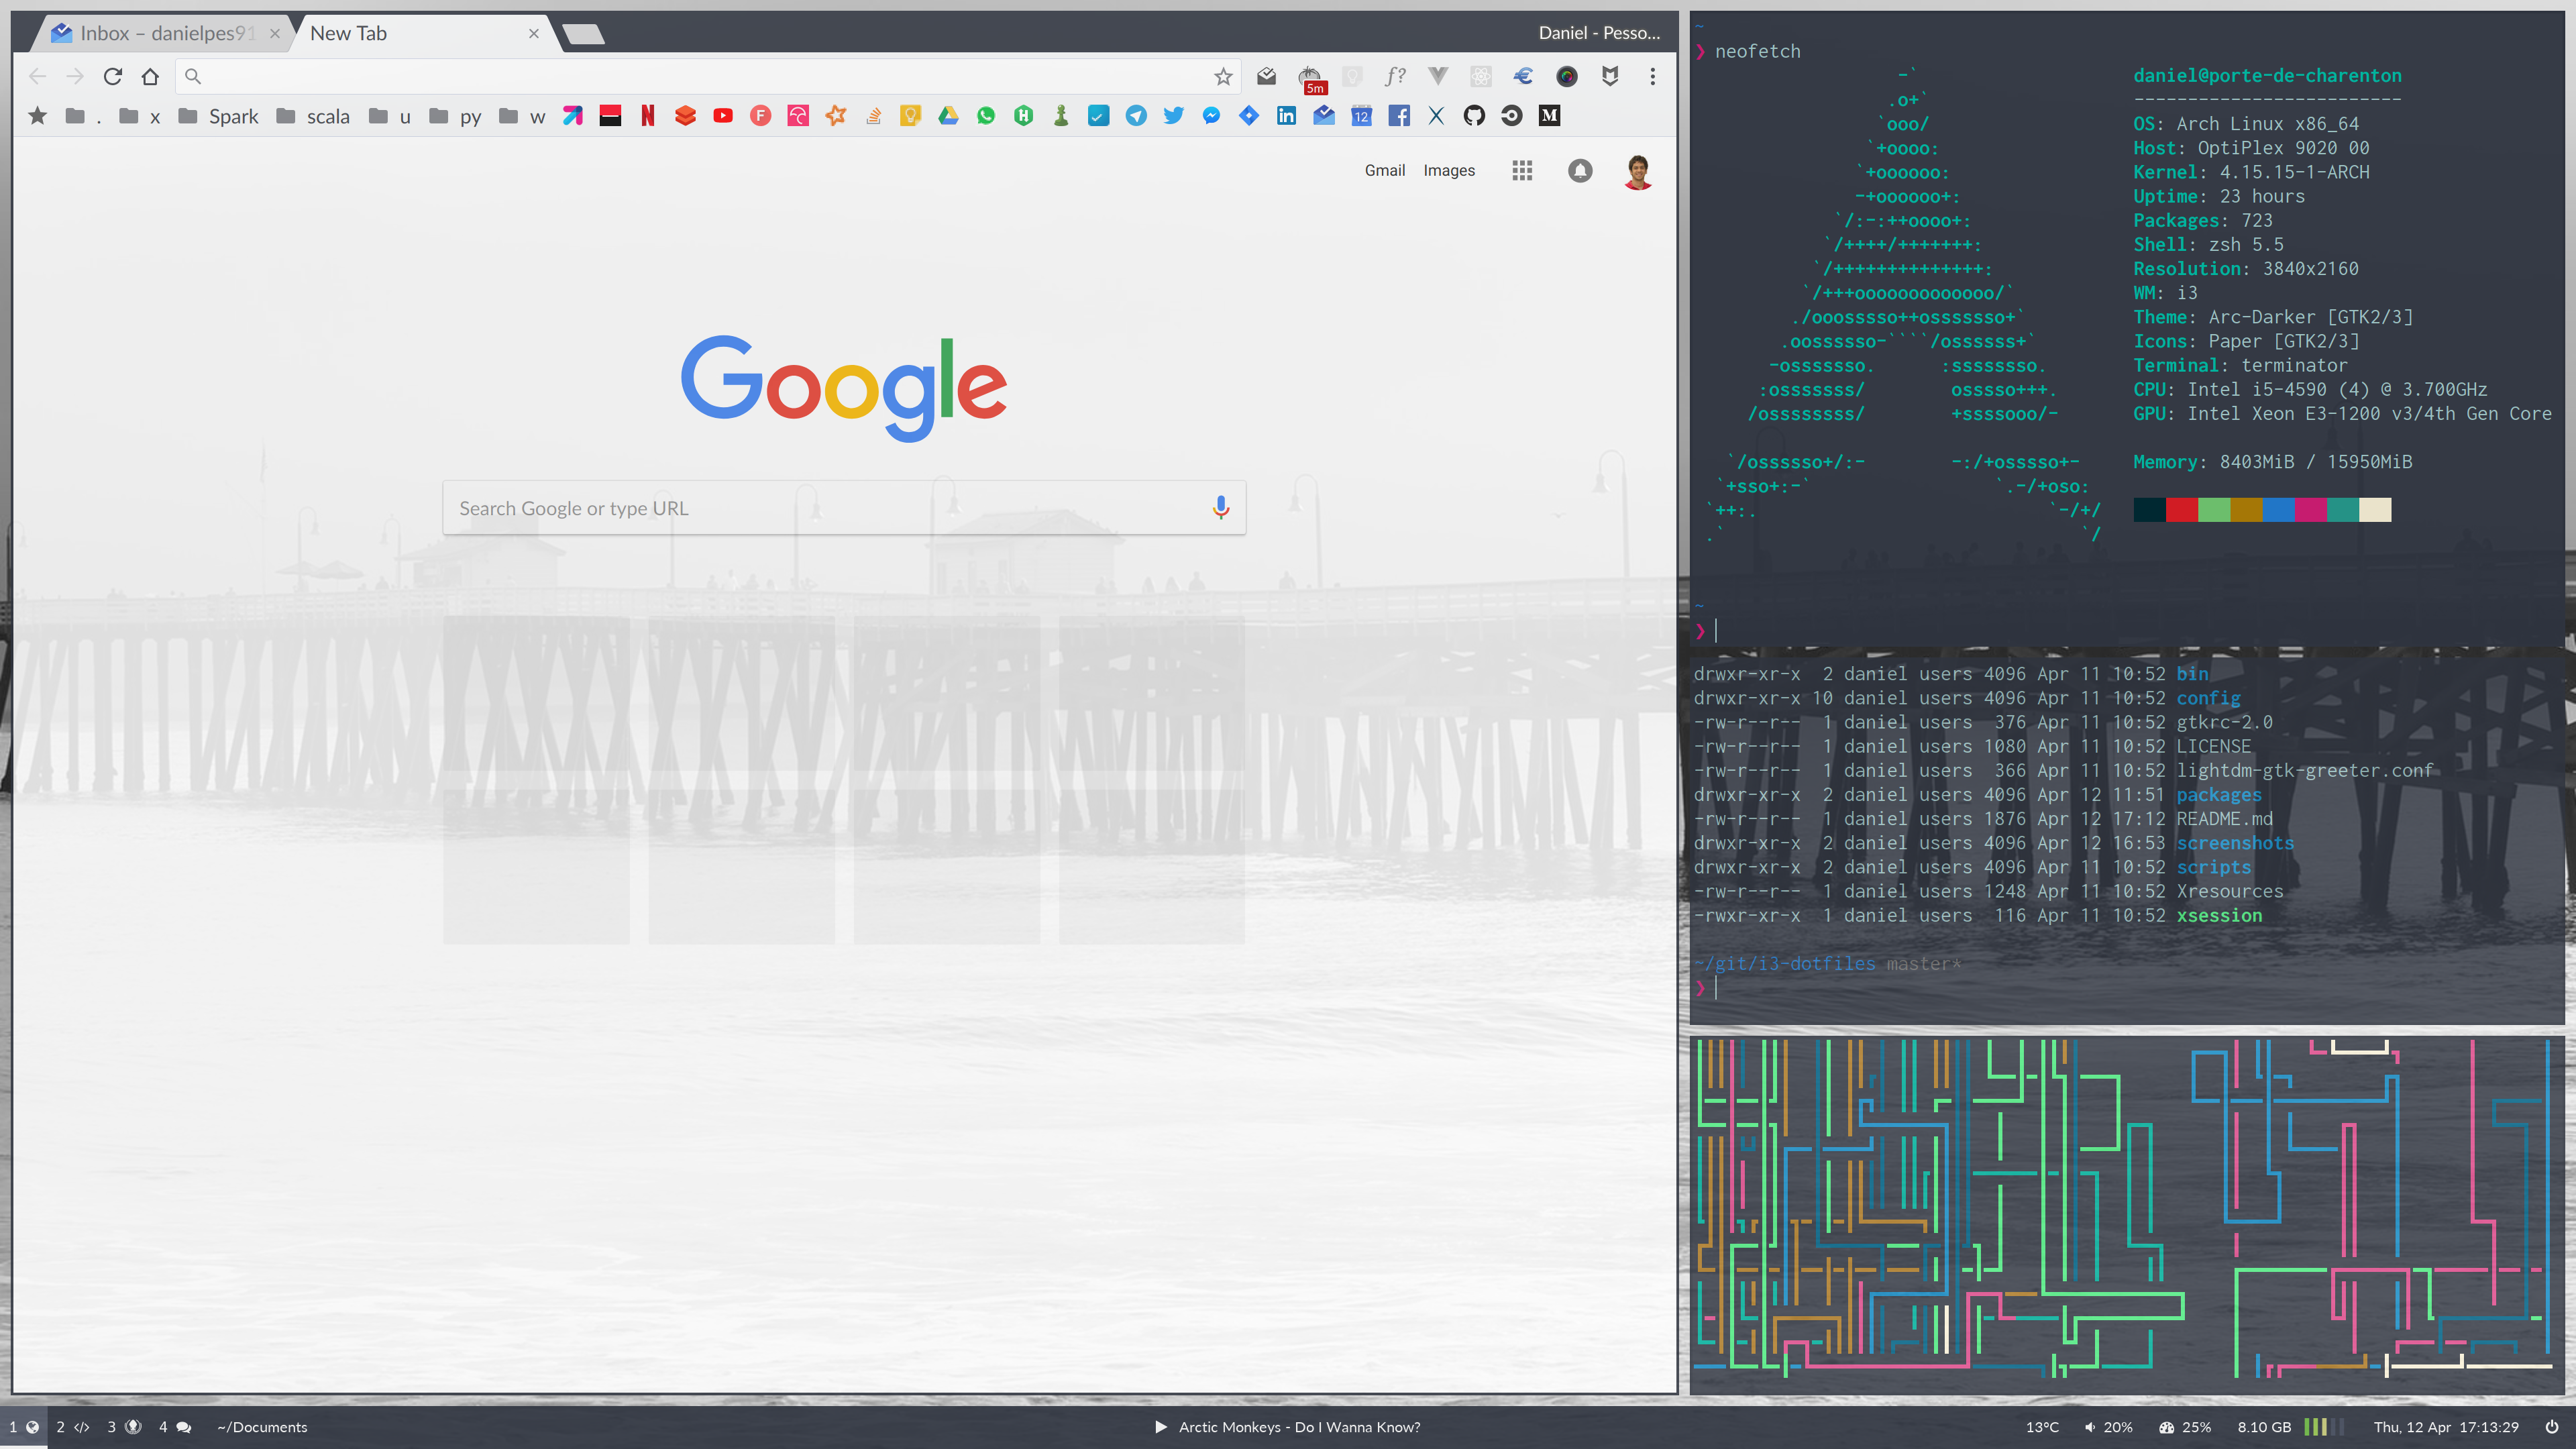 Inbox – danielpes91
New Tab
Daniel - Pesso...
5m
f?
.
x
Spark
scala
u
py
w
12
M
Gmail Images
Google
Search Google or type URL
~
❯ neofetch
-`
.o+`
`ooo/
`+oooo:
`+oooooo:
-+oooooo+:
`/:-:++oooo+:
`/++++/+++++++:
`/++++++++++++++:
`/+++ooooooooooooo/`
./ooosssso++osssssso+`
.oossssso-````/ossssss+`
-osssssso.      :ssssssso.
:osssssss/        osssso+++.
/ossssssss/        +ssssooo/-
`/ossssso+/:-        -:/+osssso+-
`+sso+:-`                 `.-/+oso:
`++:.                           `-/+/
.`                                 `/
daniel@porte-de-charenton
-------------------------
OS: Arch Linux x86_64
Host: OptiPlex 9020 00
Kernel: 4.15.15-1-ARCH
Uptime: 23 hours
Packages: 723
Shell: zsh 5.5
Resolution: 3840x2160
WM: i3
Theme: Arc-Darker [GTK2/3]
Icons: Paper [GTK2/3]
Terminal: terminator
CPU: Intel i5-4590 (4) @ 3.700GHz
GPU: Intel Xeon E3-1200 v3/4th Gen Core
Memory: 8403MiB / 15950MiB
~
❯
drwxr-xr-x  2 daniel users 4096 Apr 11 10:52 bin
drwxr-xr-x 10 daniel users 4096 Apr 11 10:52 config
-rw-r--r--  1 daniel users  376 Apr 11 10:52 gtkrc-2.0
-rw-r--r--  1 daniel users 1080 Apr 11 10:52 LICENSE
-rw-r--r--  1 daniel users  366 Apr 11 10:52 lightdm-gtk-greeter.conf
drwxr-xr-x  2 daniel users 4096 Apr 12 11:51 packages
-rw-r--r--  1 daniel users 1876 Apr 12 17:12 README.md
drwxr-xr-x  2 daniel users 4096 Apr 12 16:53 screenshots
drwxr-xr-x  2 daniel users 4096 Apr 11 10:52 scripts
-rw-r--r--  1 daniel users 1248 Apr 11 10:52 Xresources
-rwxr-xr-x  1 daniel users  116 Apr 11 10:52 xsession
~/git/i3-dotfiles master*
❯
1 2 </> 3 4 ~/Documents
Arctic Monkeys - Do I Wanna Know?
13°C 20% 25% 8.10 GB Thu, 12 Apr 17:13:29